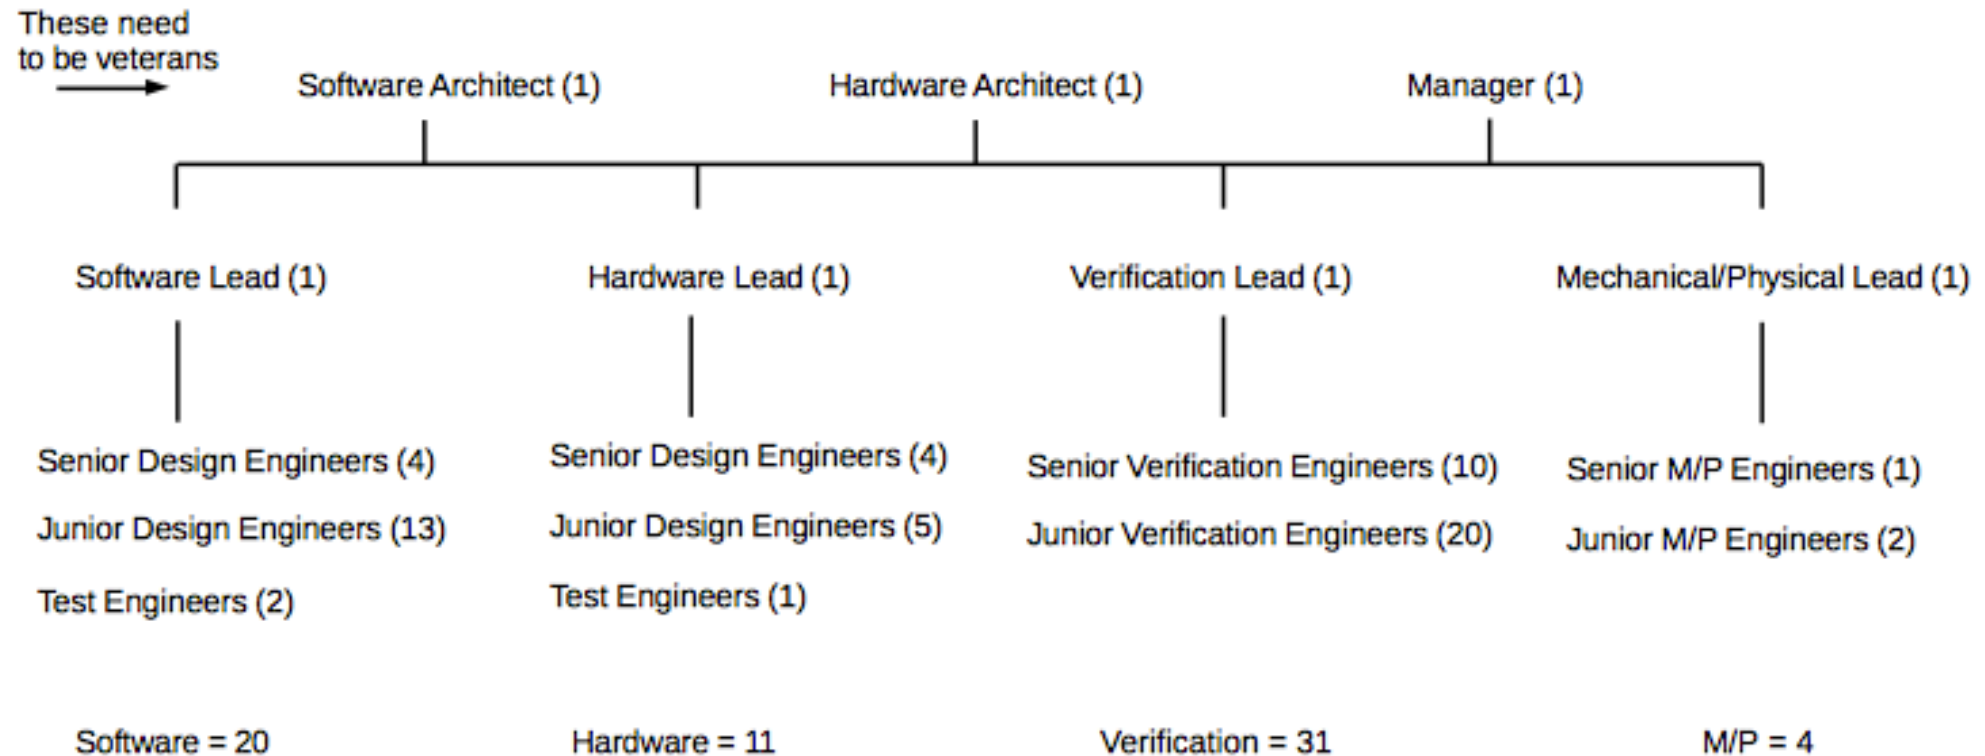 These need
to be veterans
Software Architect (1)
Hardware Architect (1)
Manager (1)
Software Lead (1)
Hardware Lead (1)
Verification Lead (1)
Mechanical/Physical Lead (1)
Senior Design Engineers (4)
Junior Design Engineers (13)
Test Engineers (2)
Senior Design Engineers (4)
Junior Design Engineers (5)
Test Engineers (1)
Senior Verification Engineers (10)
Junior Verification Engineers (20)
Senior M/P Engineers (1)
Junior M/P Engineers (2)
Software = 20
Hardware = 11
Verification = 31
M/P = 4